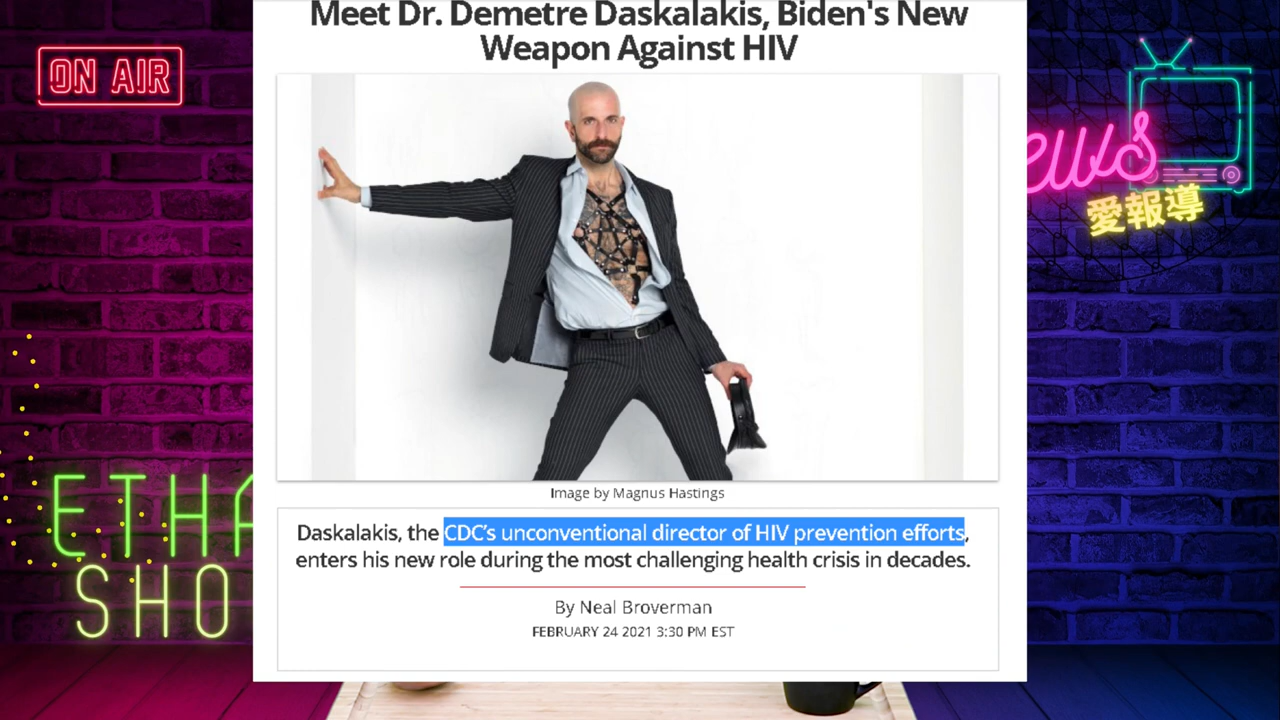 Meet Dr. Demetre Daskalakis, Biden's New
Weapon Against HIV
ON AIR
ews
愛報導
Image by Magnus Hastings
Daskalakis, the CDC’s unconventional director of HIV prevention efforts,
enters his new role during the most challenging health crisis in decades.
By Neal Broverman
FEBRUARY 24 2021 3:30 PM EST
ETHA
SHO